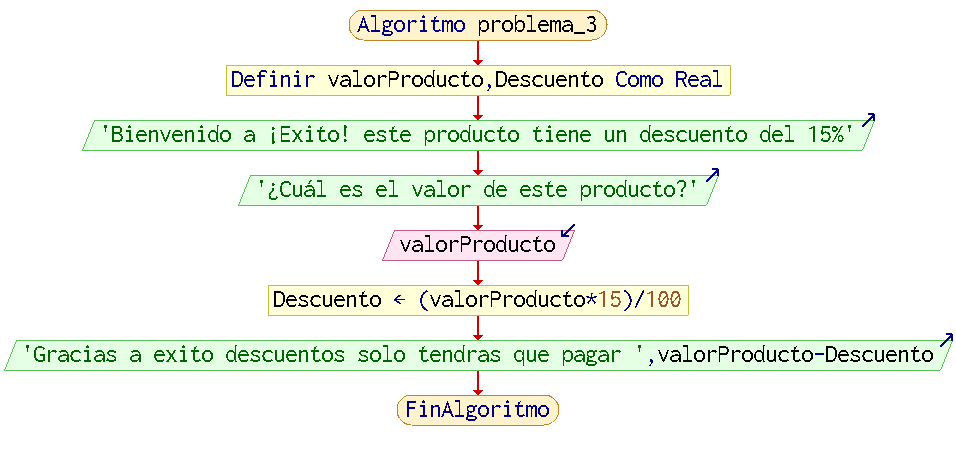 Algoritmo problema_3
Definir valorProducto,Descuento Como Real
'Bienvenido a ¡Exito! este producto tiene un descuento del 15%'
'¿Cuál es el valor de este producto?'
valorProducto
Descuento ← (valorProducto*15)/100
'Gracias a exito descuentos solo tendras que pagar ',valorProducto-Descuento
FinAlgoritmo